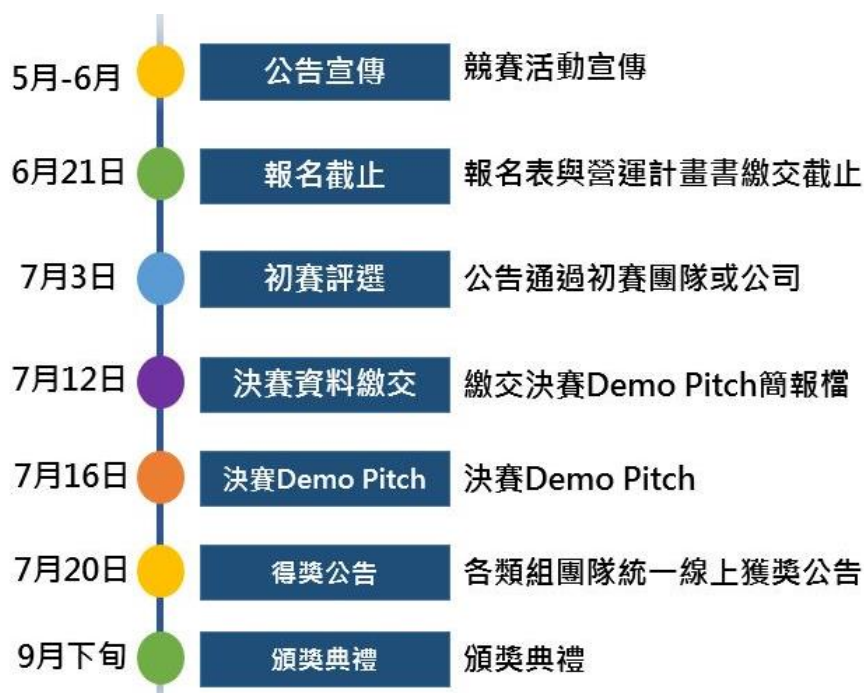 5月-6月 公告宣傳 競賽活動宣傳
6月21日 報名截止 報名表與營運計畫書繳交截止
7月3日 初賽評選 公告通過初賽團隊或公司
7月12日 決賽資料繳交 繳交決賽Demo Pitch簡報檔
7月16日 決賽Demo Pitch 決賽Demo Pitch
7月20日 得獎公告 各類組團隊統一線上獲獎公告
9月下旬 頒獎典禮 頒獎典禮